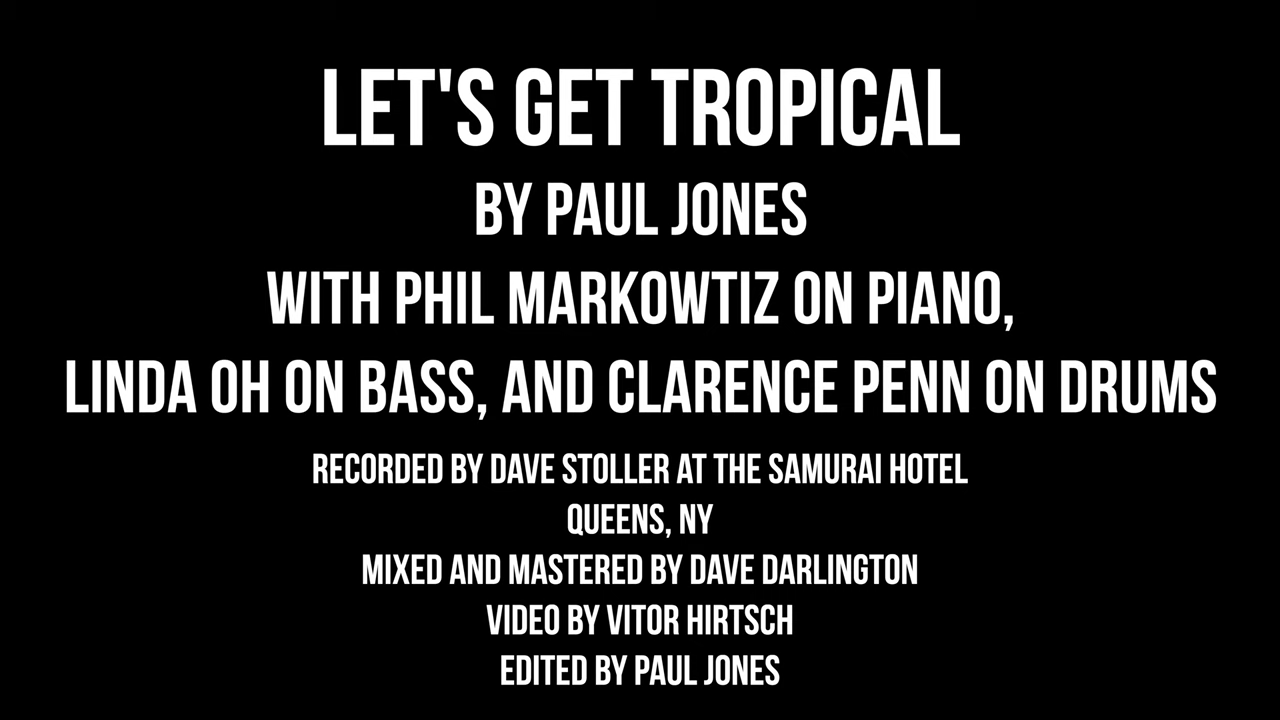 LET'S GET TROPICAL
BY PAUL JONES
WITH PHIL MARKOWTIZ ON PIANO,
LINDA OH ON BASS, AND CLARENCE PENN ON DRUMS
RECORDED BY DAVE STOLLER AT THE SAMURAI HOTEL
QUEENS, NY
MIXED AND MASTERED BY DAVE DARLINGTON
VIDEO BY VITOR HIRTSCH
EDITED BY PAUL JONES